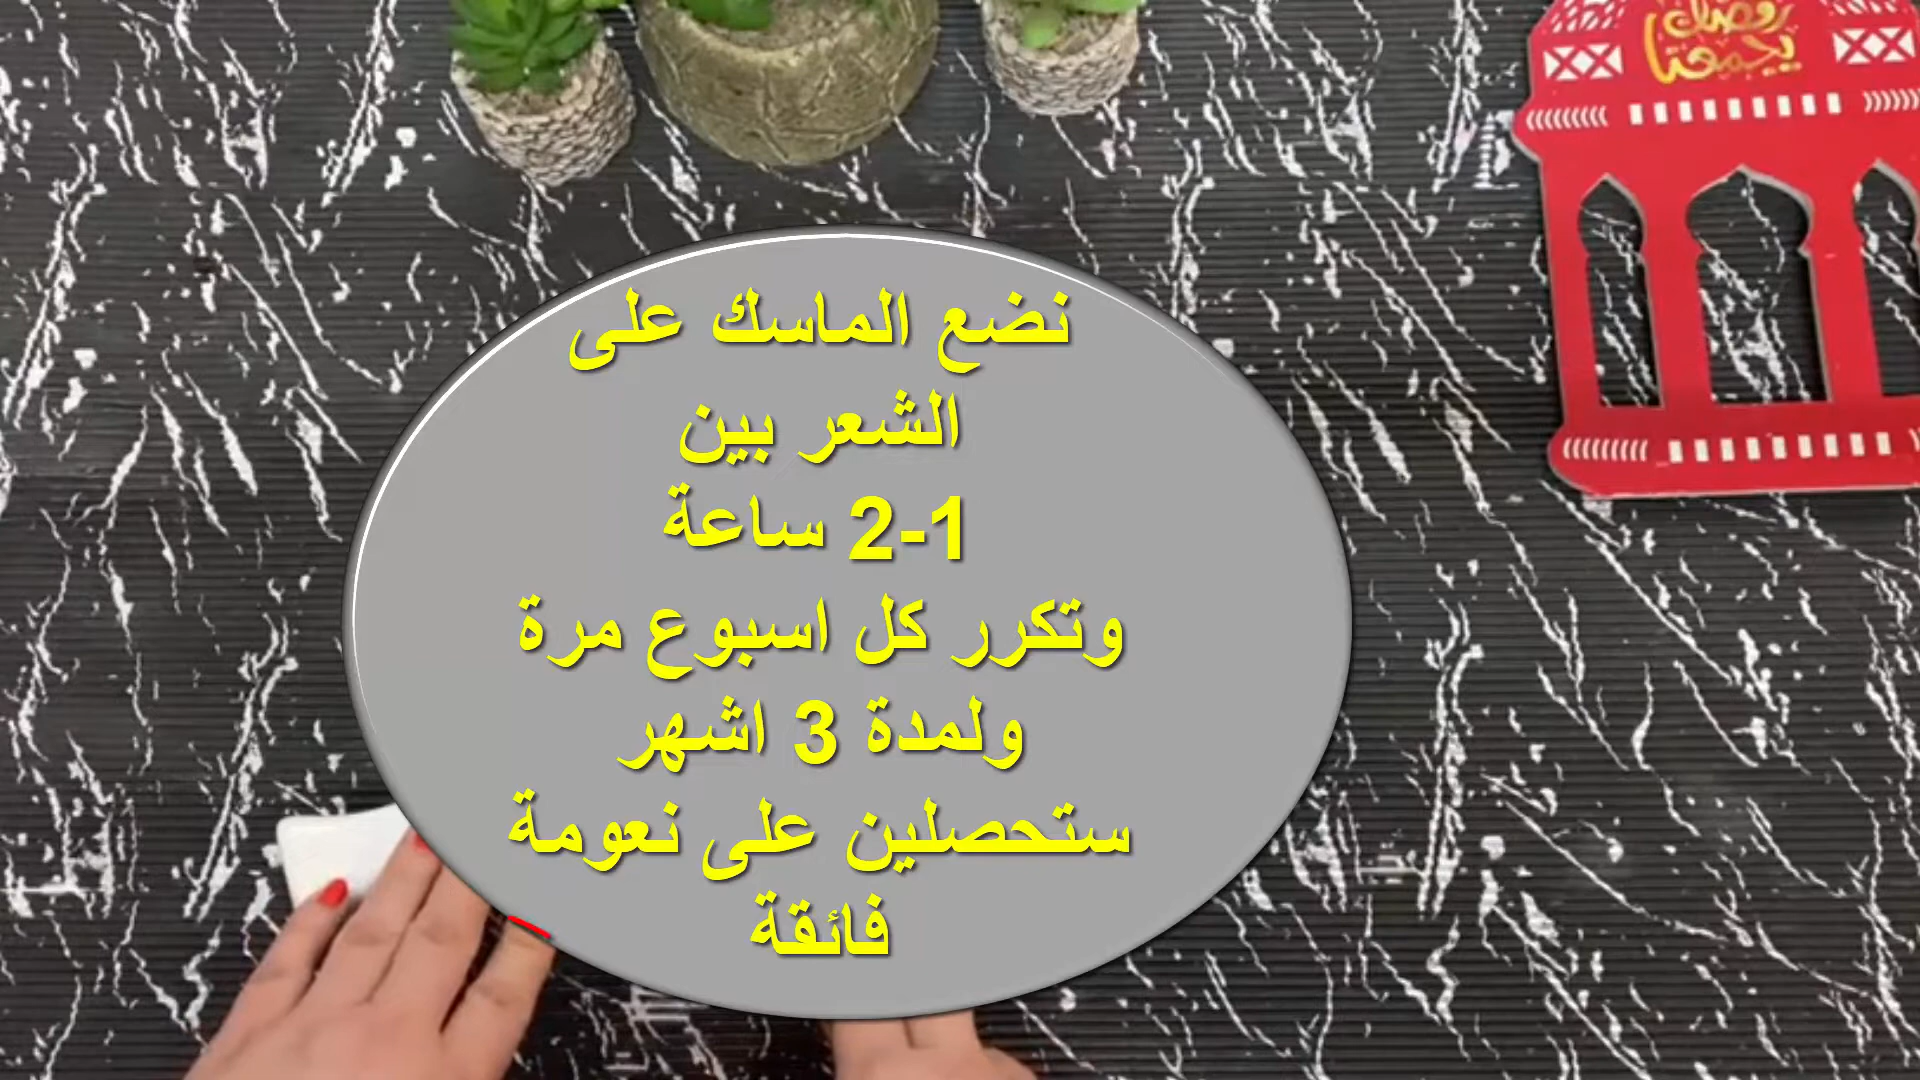 رمضان
يجمعنا
نضع الماسك على
الشعر بين
1-2 ساعة
وتكرر كل اسبوع مرة
ولمدة 3 اشهر
ستحصلين على نعومة
فائقة